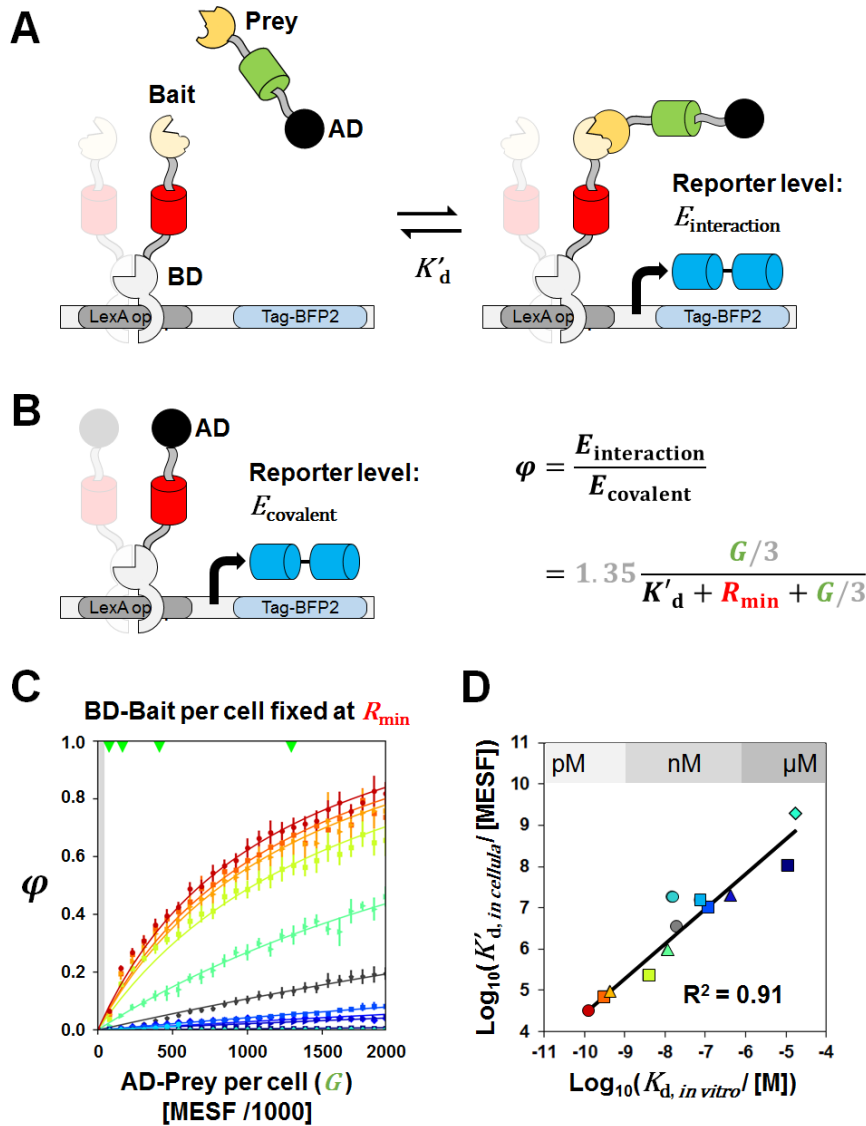 A
Prey
Bait
AD
BD
LexA op
Tag-BFP2
K′d
Reporter level:
Einteraction
LexA op
Tag-BFP2
B
AD
Reporter level:
Ecovalent
LexA op
Tag-BFP2
φ = Einteraction / Ecovalent
= 1.35 G/3 / K′d + Rmin + G/3
C
BD-Bait per cell fixed at Rmin
1.0
0.8
0.6
0.4
0.2
0.0
φ
0 500 1000 1500 2000
AD-Prey per cell (G)
[MESF /1000]
D
Log10(K′d, in cellula/ [MESF])
11
10
9
8
7
6
5
4
pM nM µM
R2 = 0.91
-11 -10 -9 -8 -7 -6 -5 -4
Log10(Kd, in vitro/ [M])